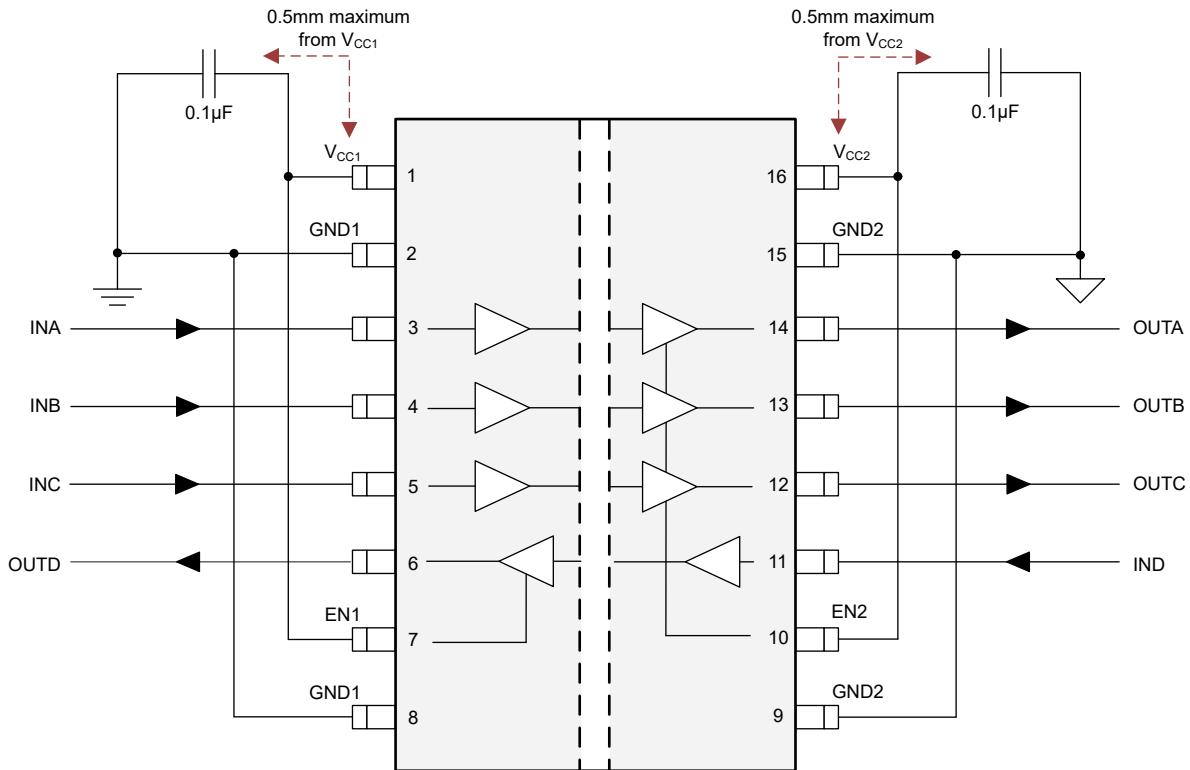 0.5mm maximum
from VCC1
0.5mm maximum
from VCC2
0.1µF
0.1µF
VCC1
VCC2
1
16
GND1
GND2
2
15
INA
3
14
OUTA
INB
4
13
OUTB
INC
5
12
OUTC
OUTD
6
11
IND
EN1
EN2
7
10
GND1
GND2
8
9